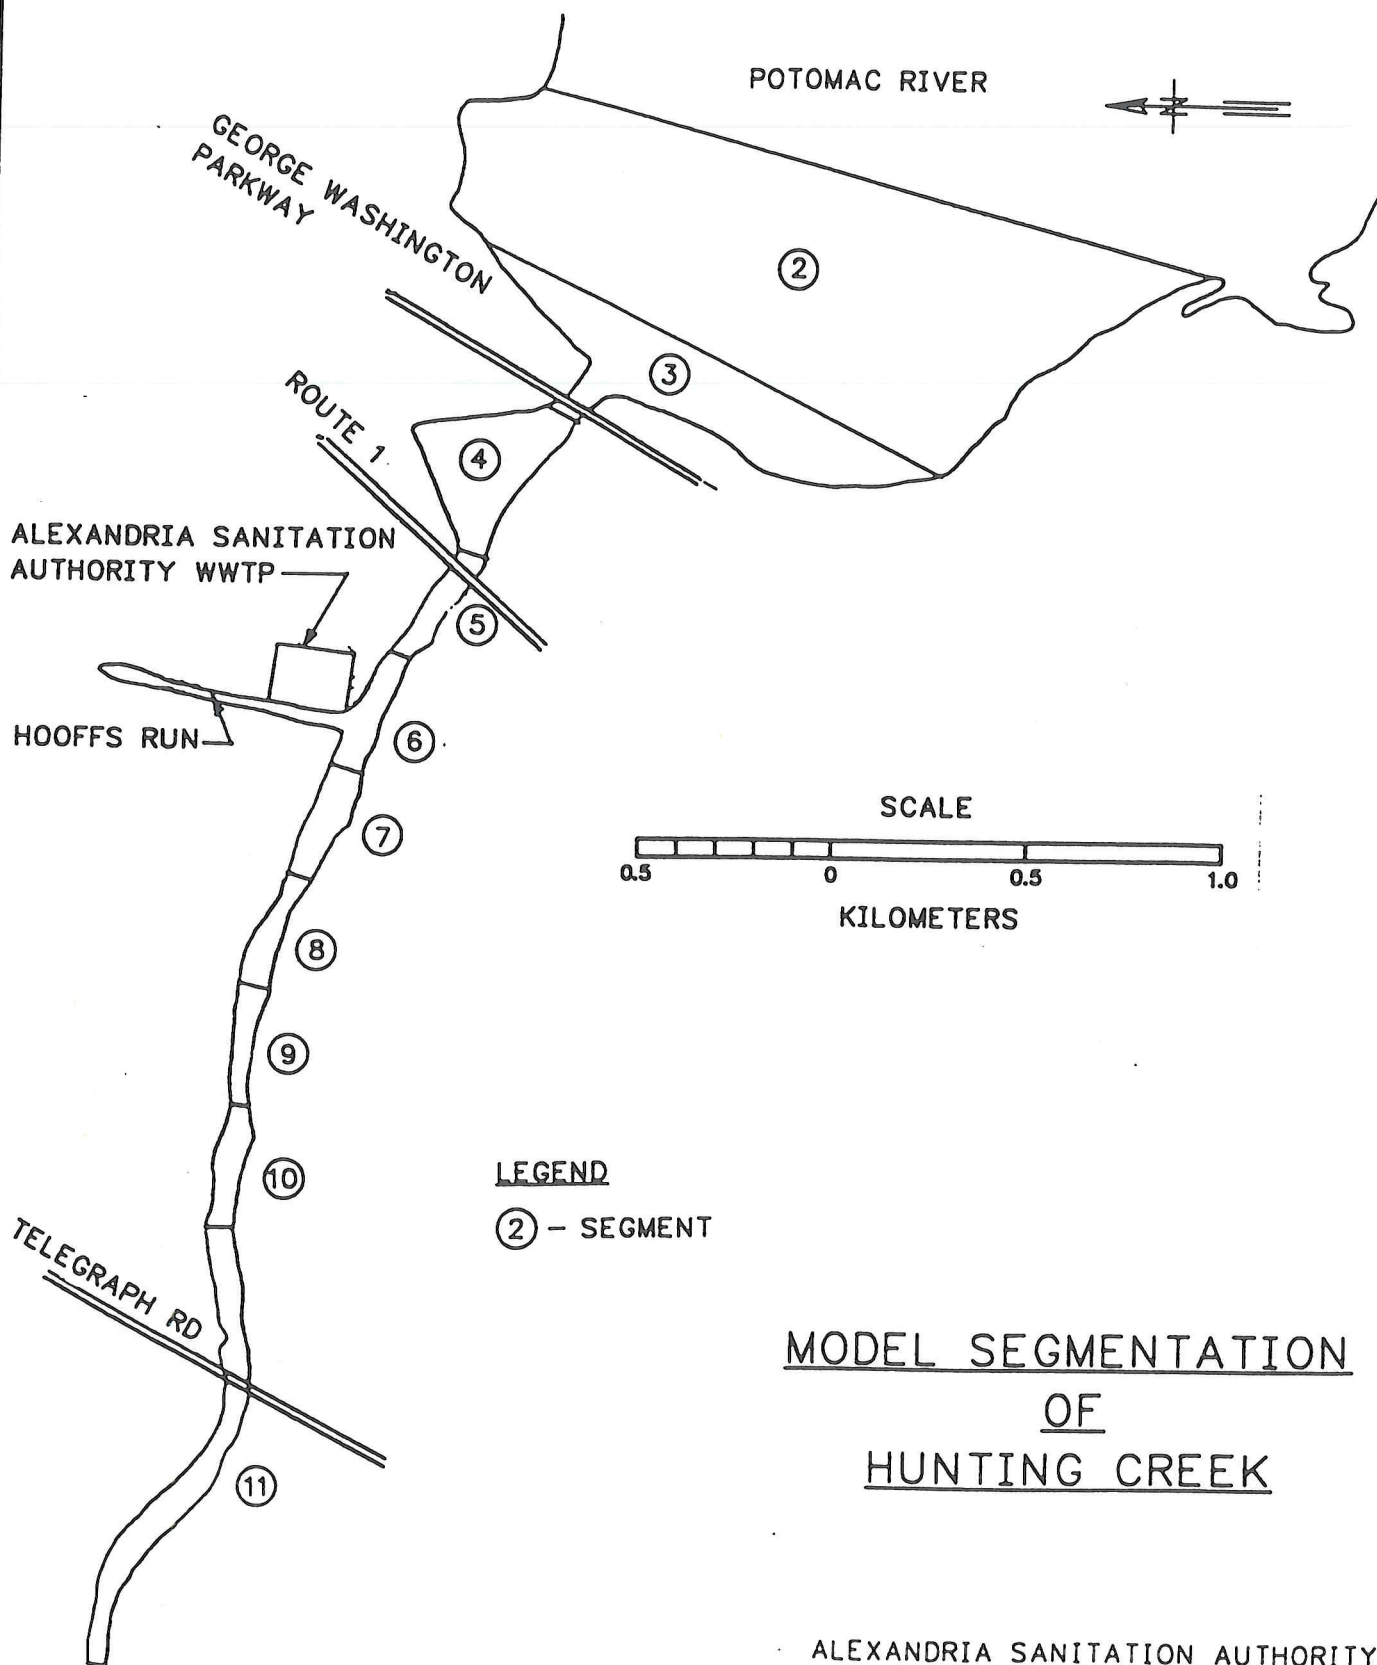 POTOMAC RIVER
N
GEORGE WASHINGTON
PARKWAY
2
3
ROUTE 1
4
ALEXANDRIA SANITATION
AUTHORITY WWTP
5
HOOFFS RUN
6
7
SCALE
0.5 0 0.5 1.0
KILOMETERS
8
9
10
LEGEND
2 – SEGMENT
TELEGRAPH RD
11
MODEL SEGMENTATION
OF
HUNTING CREEK
ALEXANDRIA SANITATION AUTHORITY